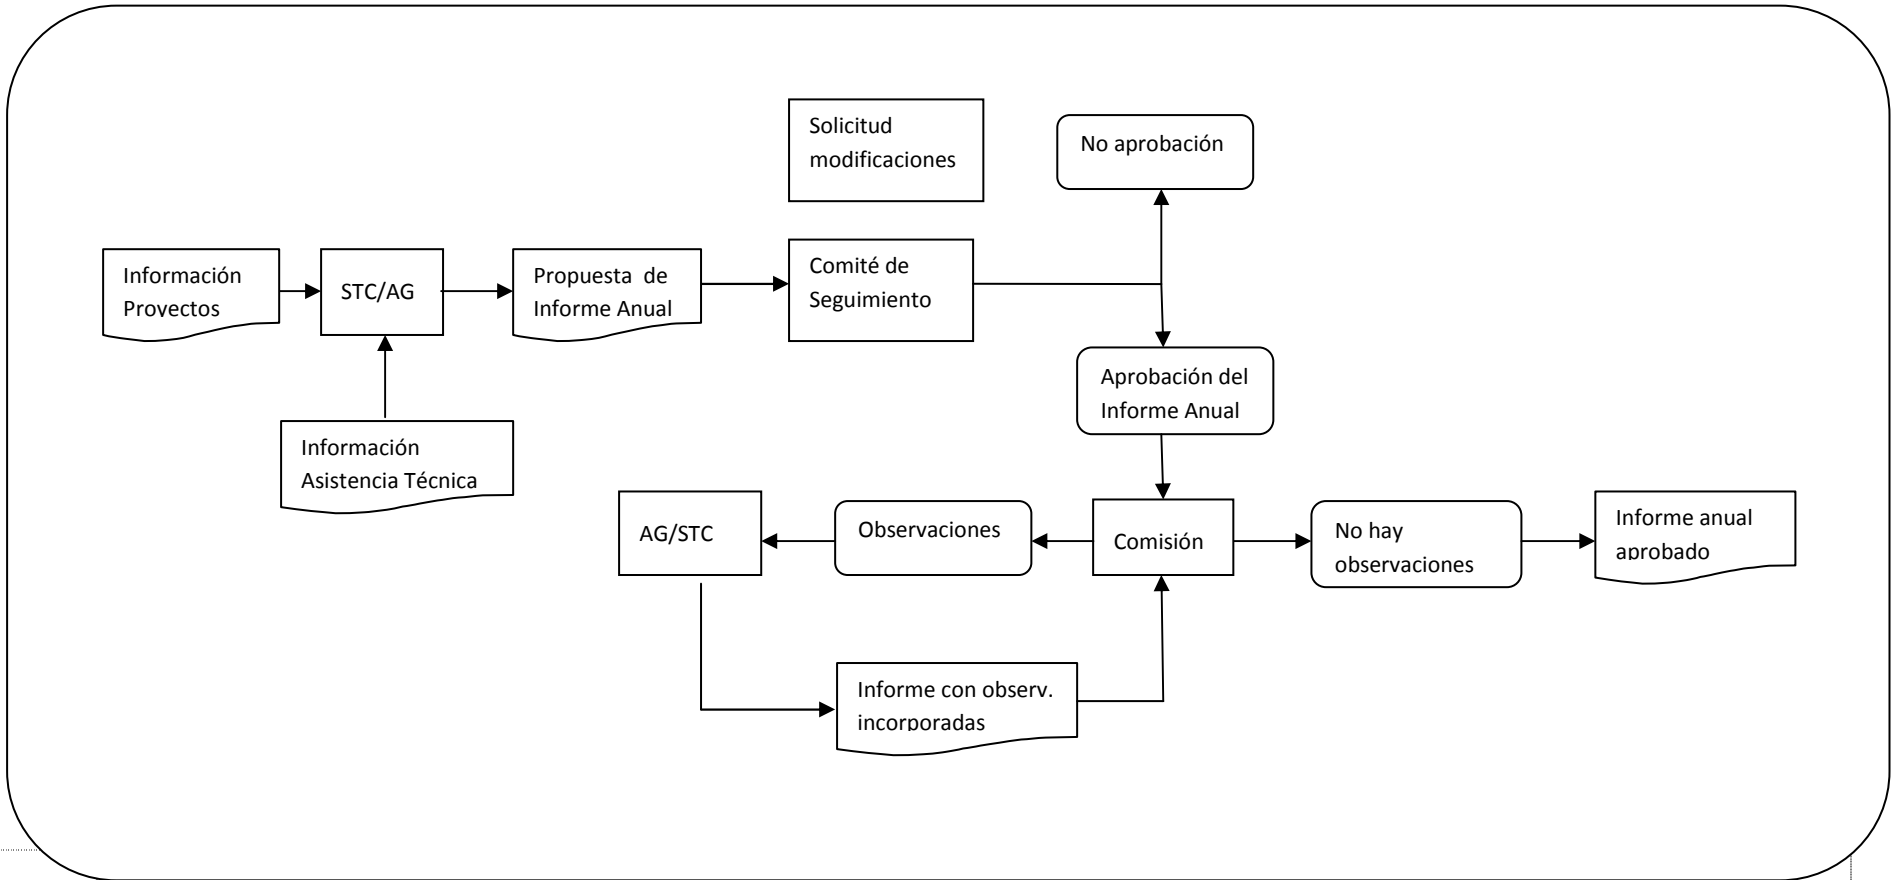 Solicitud
modificaciones
No aprobación
Información
Proyectos
STC/AG
Propuesta de
Informe Anual
Comité de
Seguimiento
Aprobación del
Informe Anual
Información
Asistencia Técnica
AG/STC
Observaciones
Comisión
No hay
observaciones
Informe anual
aprobado
Informe con observ.
incorporadas